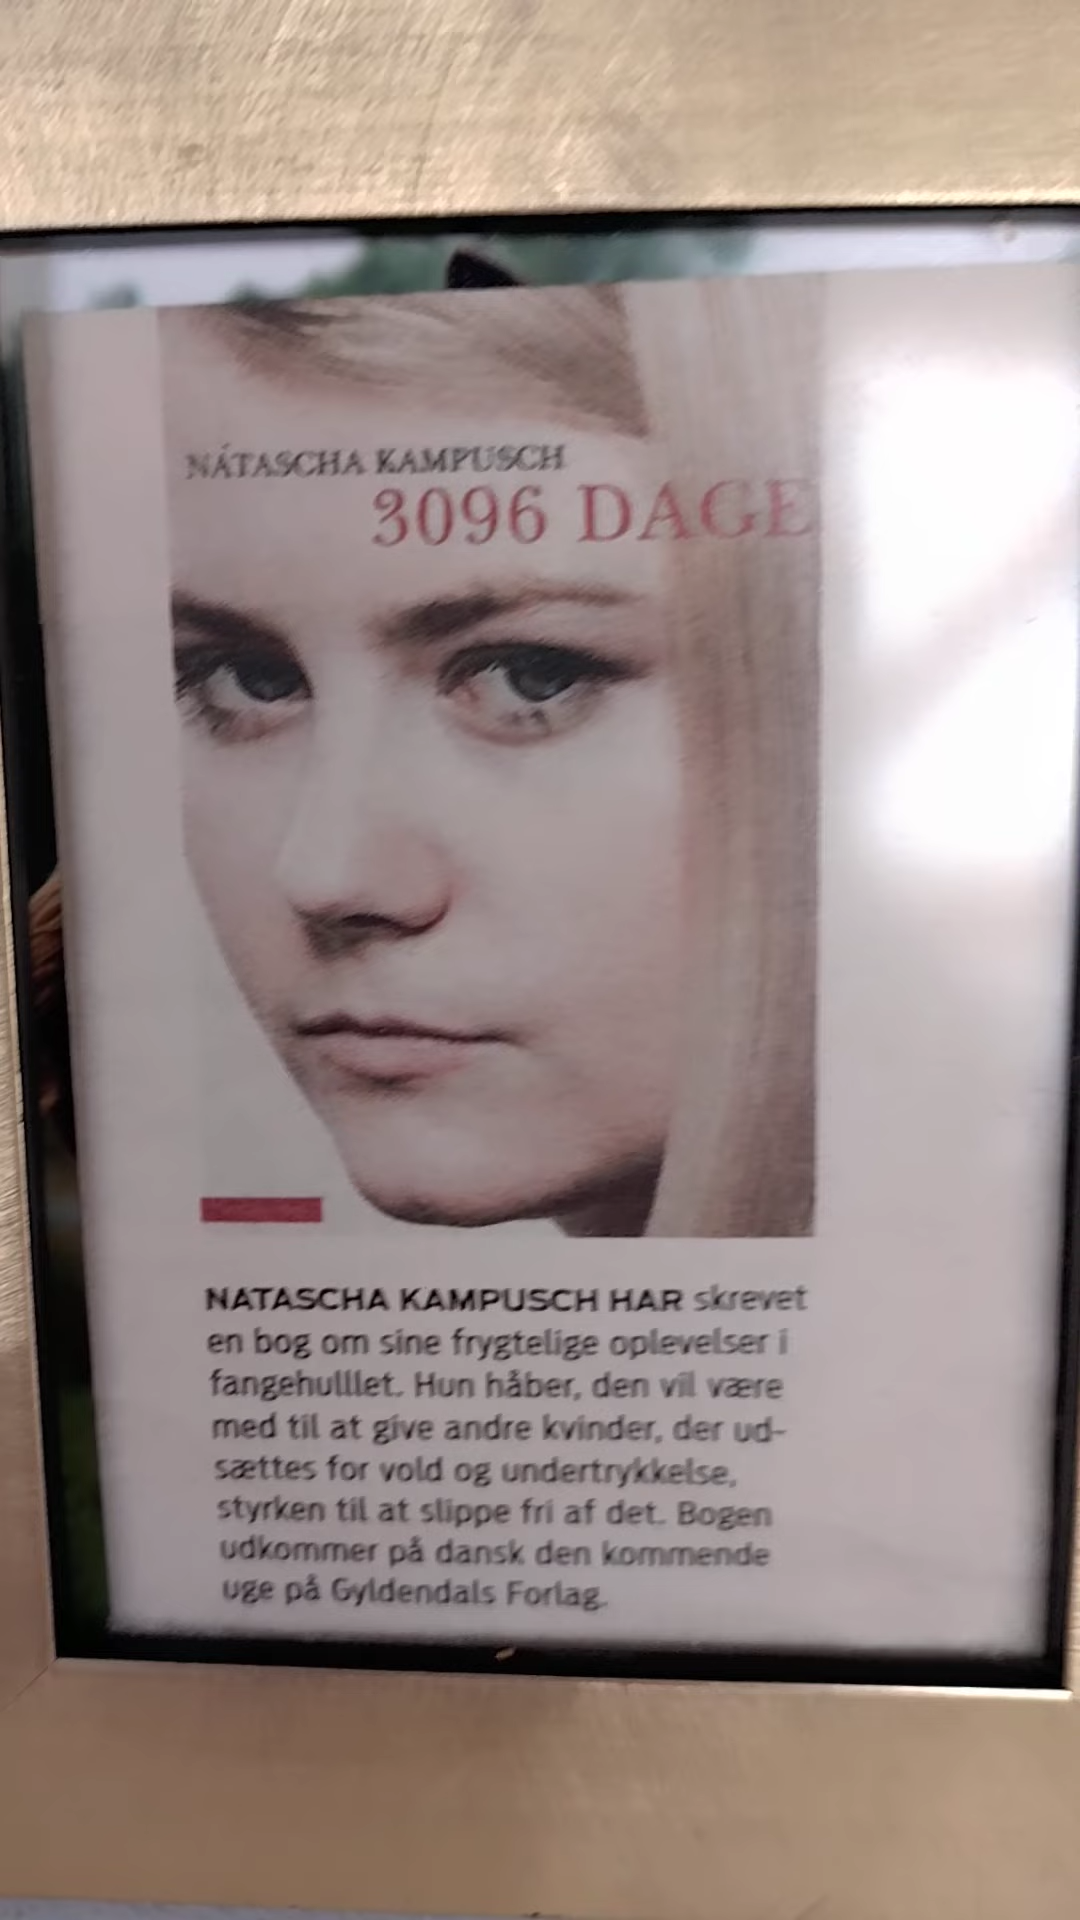 NATASCHA KAMPUSCH
3096 DAGE
NATASCHA KAMPUSCH HAR skrevet
en bog om sine frygtelige oplevelser i
fangehulllet. Hun håber, den vil være
med til at give andre kvinder, der ud-
sættes for vold og undertrykkelse,
styrken til at slippe fri af det. Bogen
udkommer på dansk den kommende
uge på Gyldendals Forlag.